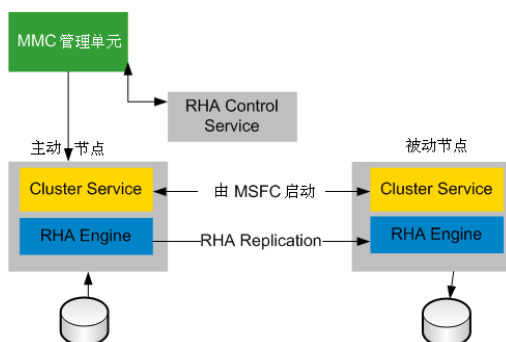 MMC 管理单元
RHA Control
Service
主动 节点
被动节点
Cluster Service
由 MSFC 启动
Cluster Service
RHA Engine
RHA Replication
RHA Engine